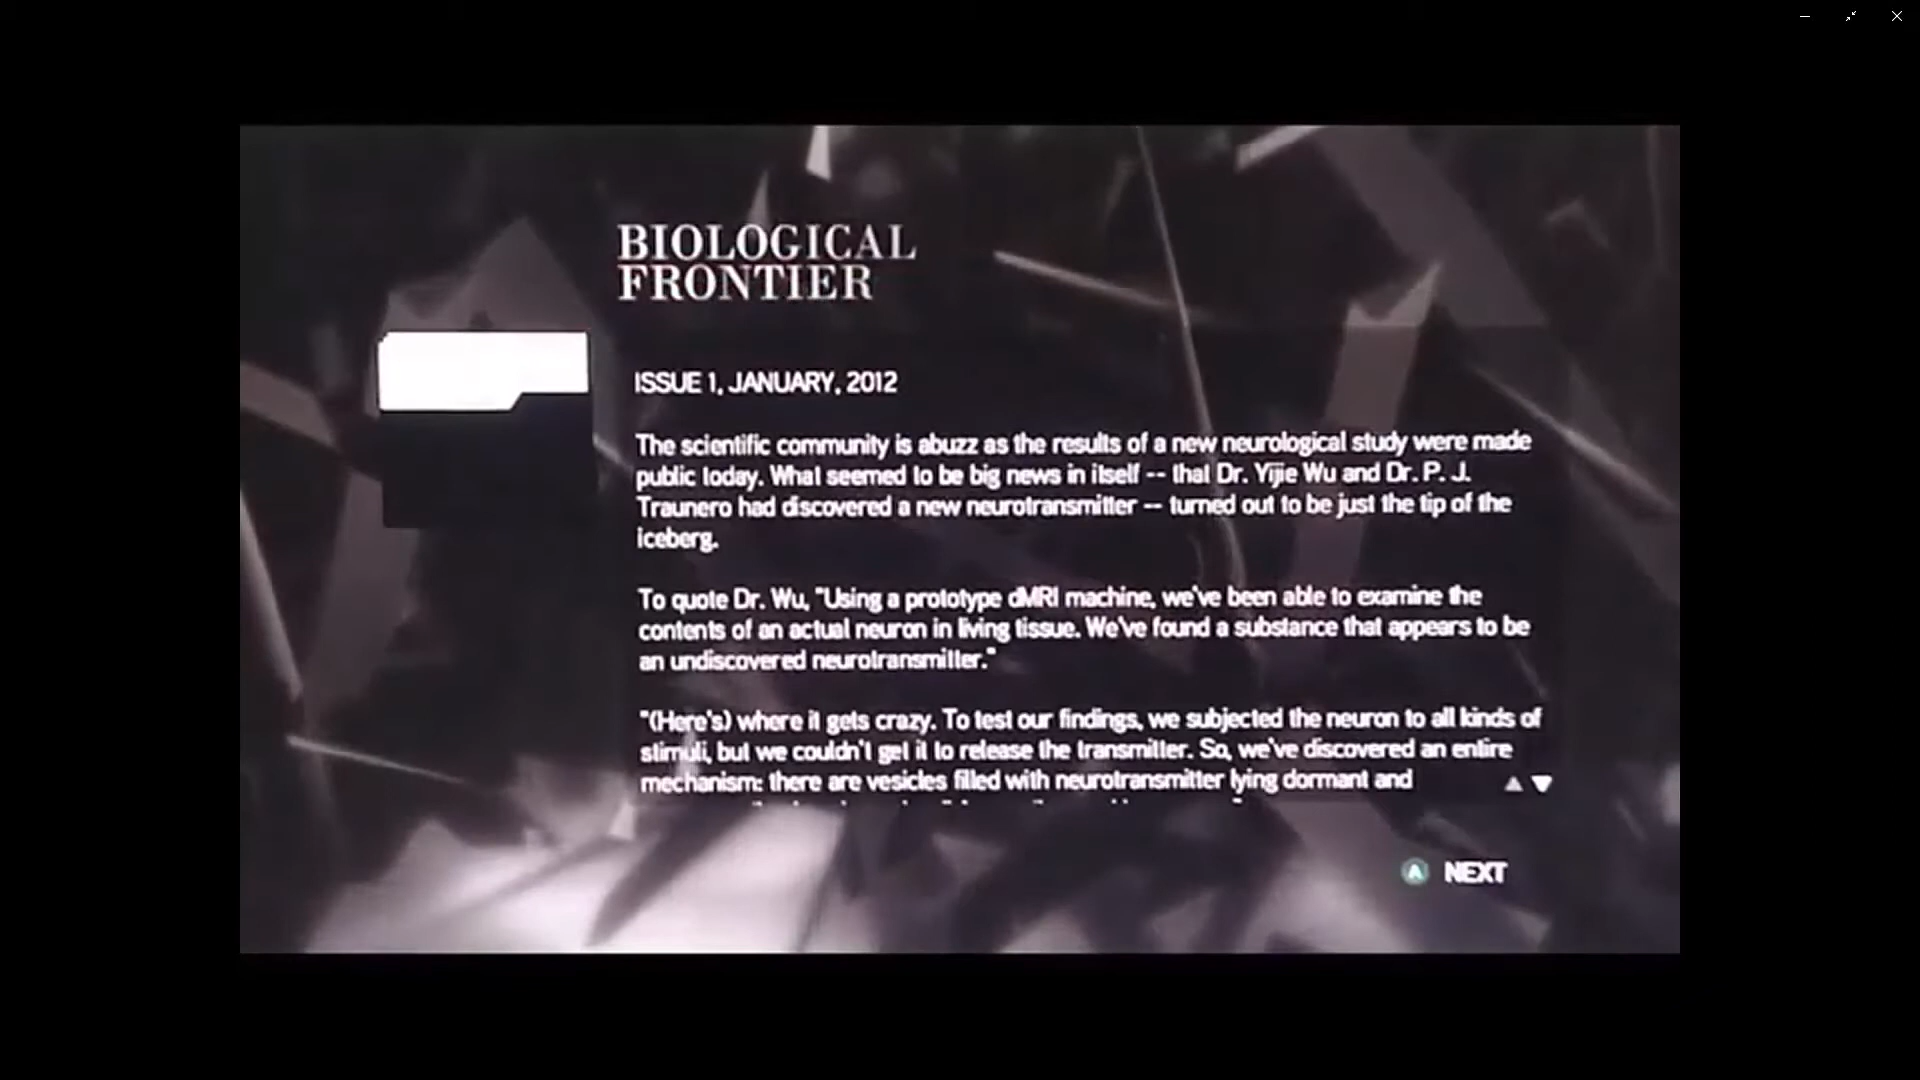 BIOLOGICAL
FRONTIER
ISSUE 1, JANUARY, 2012
The scientific community is abuzz as the results of a new neurological study were made
public today. What seemed to be big news in itself -- that Dr. Yijie Wu and Dr. P. J.
Traunero had discovered a new neurotransmitter -- turned out to be just the tip of the
iceberg.
To quote Dr. Wu, "Using a prototype dMRI machine, we've been able to examine the
contents of an actual neuron in living tissue. We've found a substance that appears to be
an undiscovered neurotransmitter."
"(Here's) where it gets crazy. To test our findings, we subjected the neuron to all kinds of
stimuli, but we couldn't get it to release the transmitter. So, we've discovered an entire
mechanism: there are vesicles filled with neurotransmitter lying dormant and
A NEXT